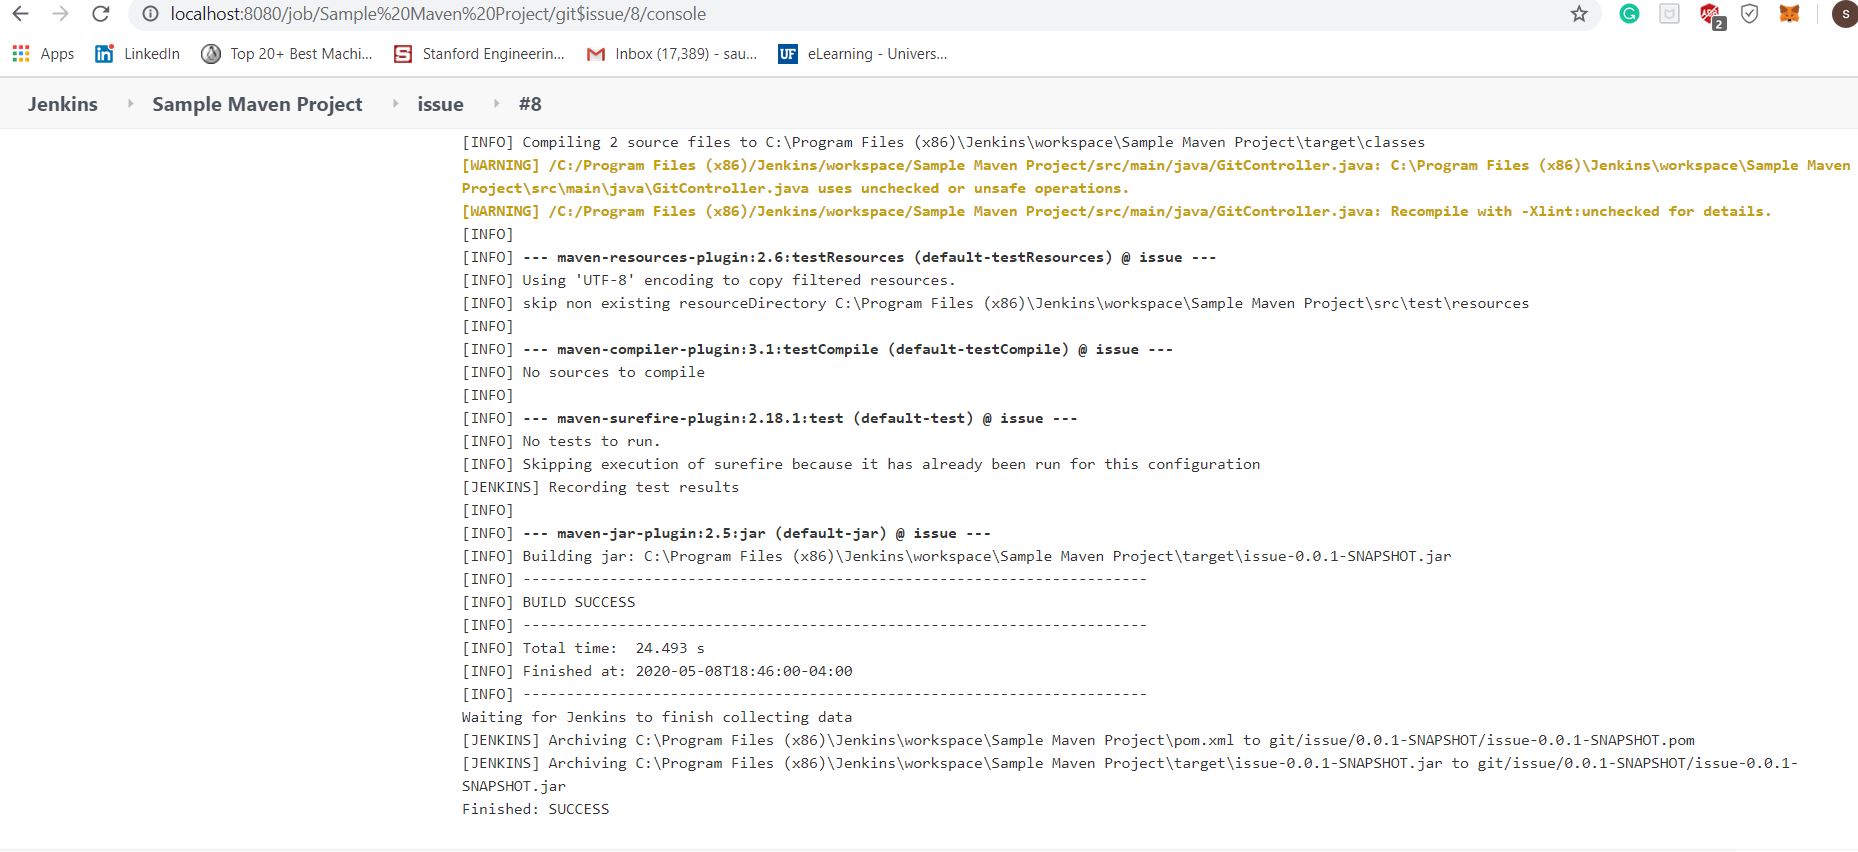 localhost:8080/job/Sample%20Maven%20Project/git$issue/8/console
2
S
Apps LinkedIn Top 20+ Best Machi... Stanford Engineerin... Inbox (17,389) - sau... UF eLearning - Univers...
Jenkins Sample Maven Project issue #8
[INFO] Compiling 2 source files to C:\Program Files (x86)\Jenkins\workspace\Sample Maven Project\target\classes
[WARNING] /C:/Program Files (x86)/Jenkins/workspace/Sample Maven Project/src/main/java/GitController.java: C:\Program Files (x86)\Jenkins\workspace\Sample Maven
Project\src\main\java\GitController.java uses unchecked or unsafe operations.
[WARNING] /C:/Program Files (x86)/Jenkins/workspace/Sample Maven Project/src/main/java/GitController.java: Recompile with -Xlint:unchecked for details.
[INFO]
[INFO] --- maven-resources-plugin:2.6:testResources (default-testResources) @ issue ---
[INFO] Using 'UTF-8' encoding to copy filtered resources.
[INFO] skip non existing resourceDirectory C:\Program Files (x86)\Jenkins\workspace\Sample Maven Project\src\test\resources
[INFO]
[INFO] --- maven-compiler-plugin:3.1:testCompile (default-testCompile) @ issue ---
[INFO] No sources to compile
[INFO]
[INFO] --- maven-surefire-plugin:2.18.1:test (default-test) @ issue ---
[INFO] No tests to run.
[INFO] Skipping execution of surefire because it has already been run for this configuration
[JENKINS] Recording test results
[INFO]
[INFO] --- maven-jar-plugin:2.5:jar (default-jar) @ issue ---
[INFO] Building jar: C:\Program Files (x86)\Jenkins\workspace\Sample Maven Project\target\issue-0.0.1-SNAPSHOT.jar
[INFO] ------------------------------------------------------------------------
[INFO] BUILD SUCCESS
[INFO] ------------------------------------------------------------------------
[INFO] Total time:  24.493 s
[INFO] Finished at: 2020-05-08T18:46:00-04:00
[INFO] ------------------------------------------------------------------------
Waiting for Jenkins to finish collecting data
[JENKINS] Archiving C:\Program Files (x86)\Jenkins\workspace\Sample Maven Project\pom.xml to git/issue/0.0.1-SNAPSHOT/issue-0.0.1-SNAPSHOT.pom
[JENKINS] Archiving C:\Program Files (x86)\Jenkins\workspace\Sample Maven Project\target\issue-0.0.1-SNAPSHOT.jar to git/issue/0.0.1-SNAPSHOT/issue-0.0.1-
SNAPSHOT.jar
Finished: SUCCESS